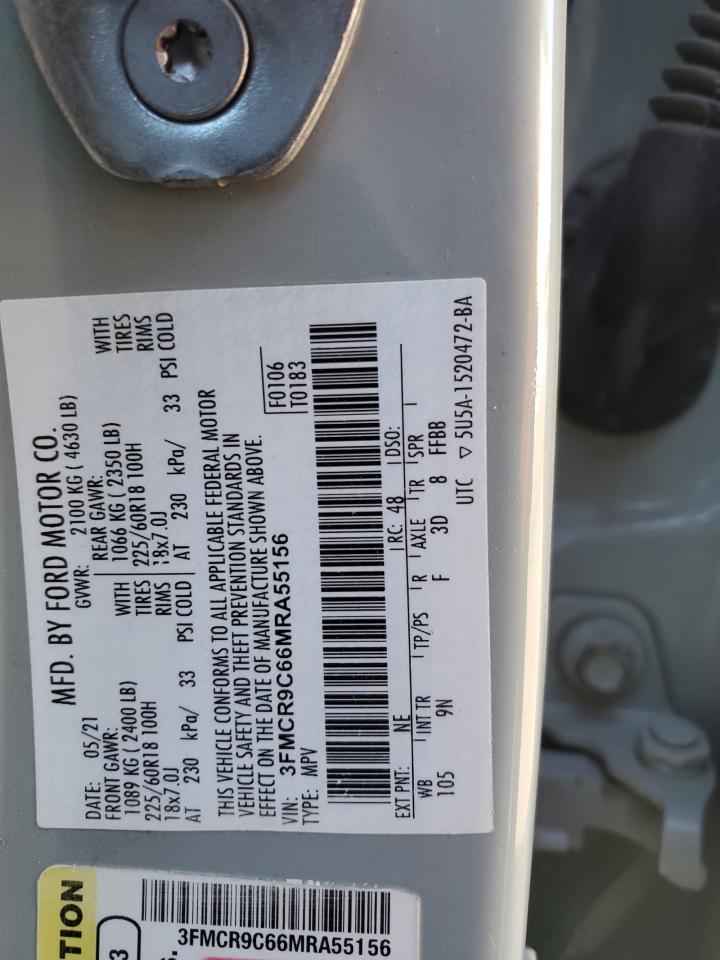 MFD. BY FORD MOTOR CO.
DATE: 05/21
GVWR: 2100 KG ( 4630 LB)
FRONT GAWR:
1089 KG ( 2400 LB)
WITH
225/60R18 100H
TIRES
18x7.0J
RIMS
AT 230 kPa/ 33 PSI COLD
REAR GAWR:
1066 KG ( 2350 LB)
WITH
225/60R18 100H
TIRES
18x7.0J
RIMS
AT 230 kPa/ 33 PSI COLD
THIS VEHICLE CONFORMS TO ALL APPLICABLE FEDERAL MOTOR
VEHICLE SAFETY AND THEFT PREVENTION STANDARDS IN
EFFECT ON THE DATE OF MANUFACTURE SHOWN ABOVE.
VIN: 3FMCR9C66MRA55156
TYPE: MPV
F0106
T0183
EXT PNT: NE RC: 48 DSO:
WB INT TR TP/PS R AXLE TR SPR
105 9N F 3D 8 FFBB
UTC ▽ 5U5A-1520472-BA
TION
3
S.
3FMCR9C66MRA55156